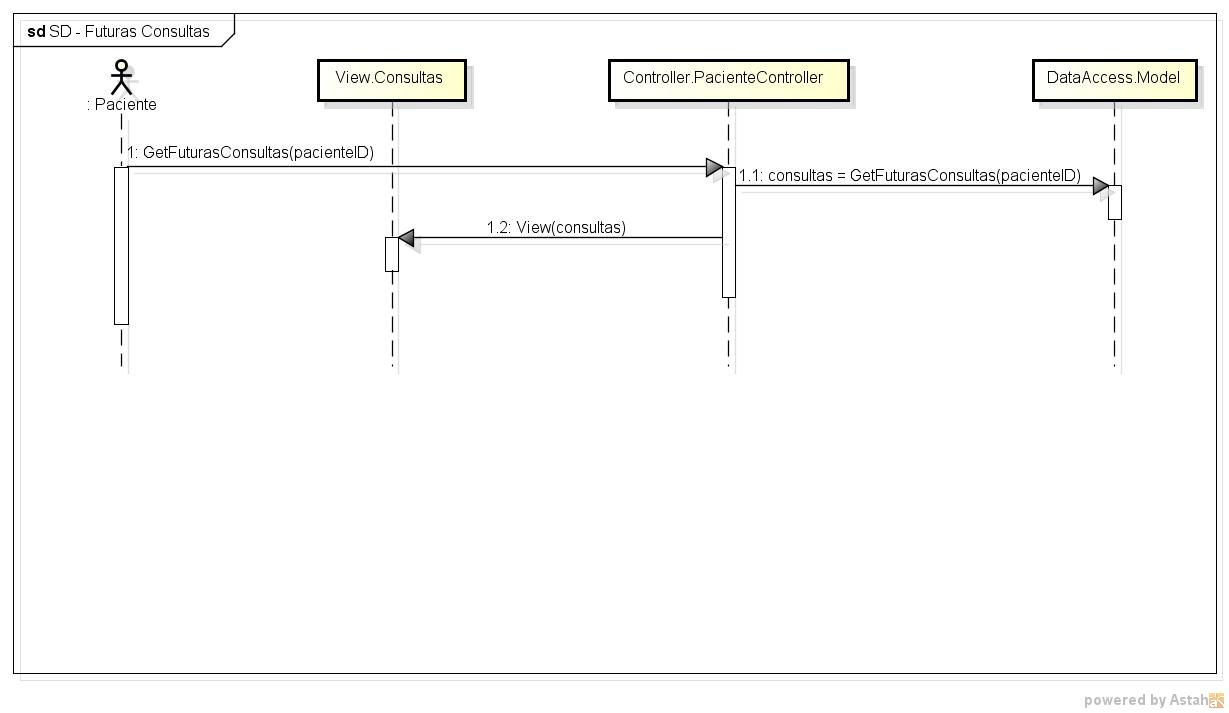 sd SD - Futuras Consultas
: Paciente
View.Consultas
Controller.PacienteController
DataAccess.Model
1: GetFuturasConsultas(pacienteID)
1.1: consultas = GetFuturasConsultas(pacienteID)
1.2: View(consultas)
powered by Astah